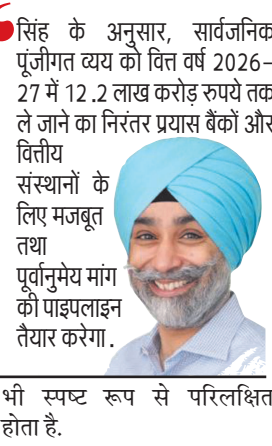 सिंह के अनुसार, सार्वजनिक
पूंजीगत व्यय को वित्त वर्ष 2026-
27 में 12.2 लाख करोड़ रुपये तक
ले जाने का निरंतर प्रयास बैंकों और
वित्तीय
संस्थानों के
लिए मजबूत
तथा
पूर्वानुमेय मांग
की पाइपलाइन
तैयार करेगा.
भी स्पष्ट रूप से परिलक्षित
होता है.